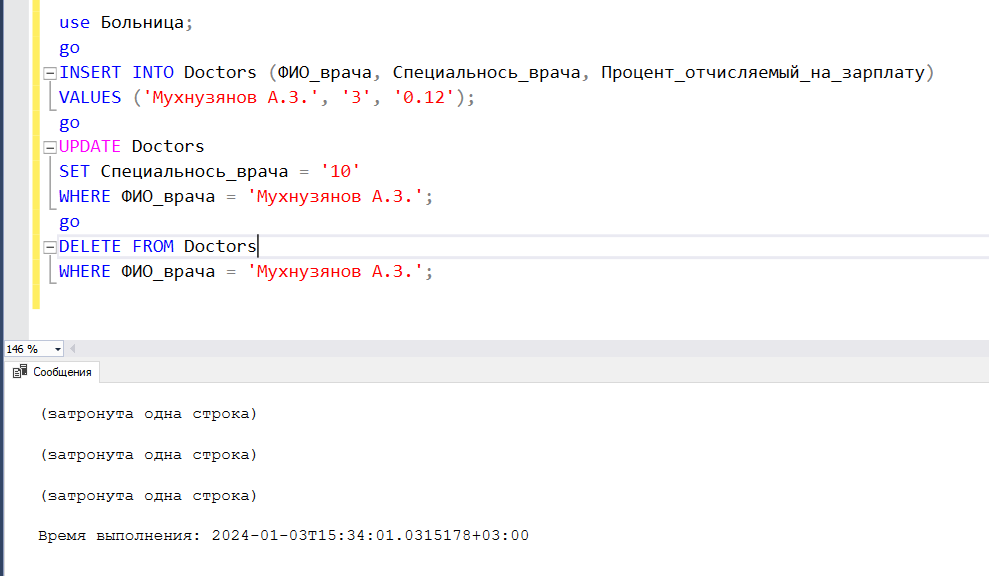 use Больница;
go
INSERT INTO Doctors (ФИО_врача, Специальнось_врача, Процент_отчисляемый_на_зарплату)
VALUES ('Мухнузянов А.З.', '3', '0.12');
go
UPDATE Doctors
SET Специальнось_врача = '10'
WHERE ФИО_врача = 'Мухнузянов А.З.';
go
DELETE FROM Doctors
WHERE ФИО_врача = 'Мухнузянов А.З.';
146 %
Сообщения
(затронута одна строка)
(затронута одна строка)
(затронута одна строка)
Время выполнения: 2024-01-03T15:34:01.0315178+03:00